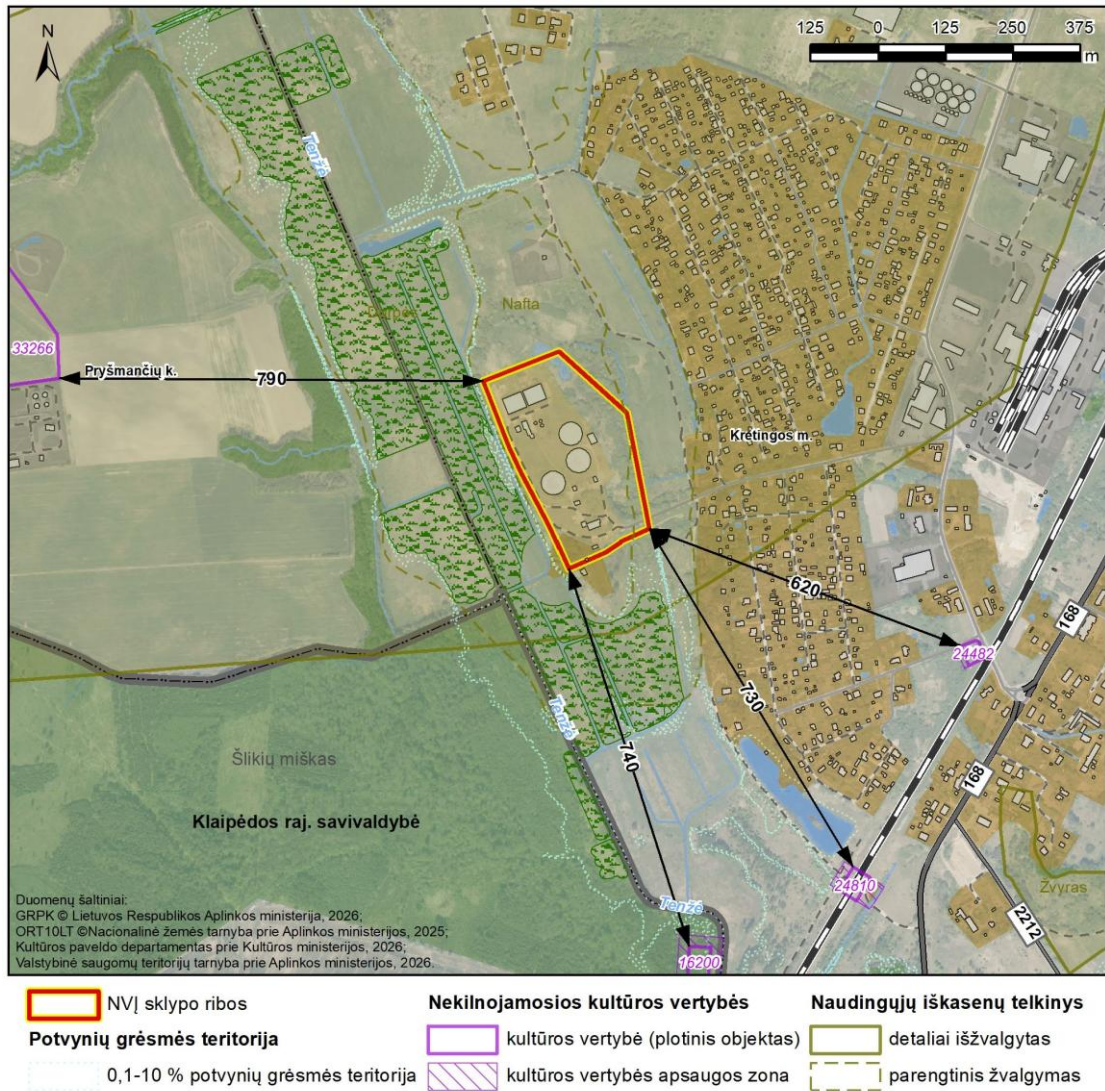 N
125 0 125 250 375
m
Tenžė
Nafta
33266
Pryšmančių k.
790
Kretingos m.
620
24482
168
730
740
Tenžė
Šlikių miškas
168
Klaipėdos raj. savivaldybė
24810
Žvyras
2212
Tenžė
16200
Duomenų šaltiniai:
GRPK © Lietuvos Respublikos Aplinkos ministerija, 2026;
ORT10LT ©Nacionalinė žemės tarnyba prie Aplinkos ministerijos, 2025;
Kultūros paveldo departamentas prie Kultūros ministerijos, 2026;
Valstybinė saugomų teritorijų tarnyba prie Aplinkos ministerijos, 2026.
NVĮ sklypo ribos
Potvynių grėsmės teritorija
0,1-10 % potvynių grėsmės teritorija
Nekilnojamosios kultūros vertybės
kultūros vertybė (plotinis objektas)
kultūros vertybės apsaugos zona
Naudingųjų iškasenų telkinys
detaliai išžvalgytas
parengtinis žvalgymas